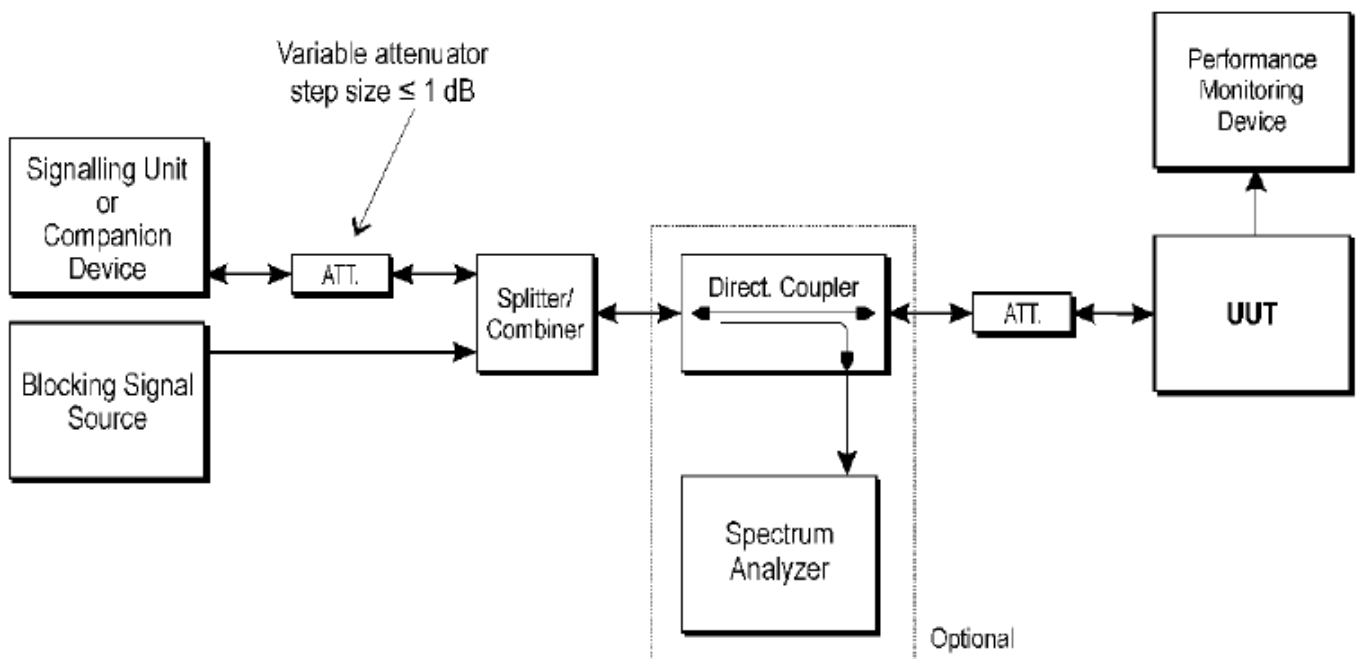 Variable attenuator
step size ≤ 1 dB
Signalling Unit
or
Companion
Device
ATT.
Splitter/
Combiner
Blocking Signal
Source
Direct. Coupler
Spectrum
Analyzer
Optional
ATT.
UUT
Performance
Monitoring
Device